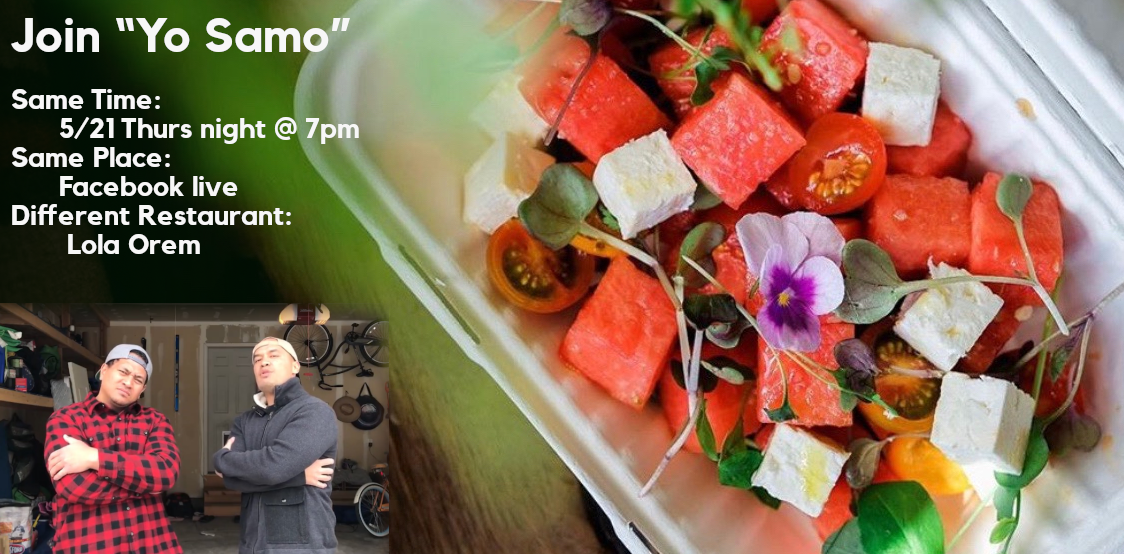 Join “Yo Samo”
Same Time:
5/21 Thurs night @ 7pm
Same Place:
Facebook live
Different Restaurant:
Lola Orem